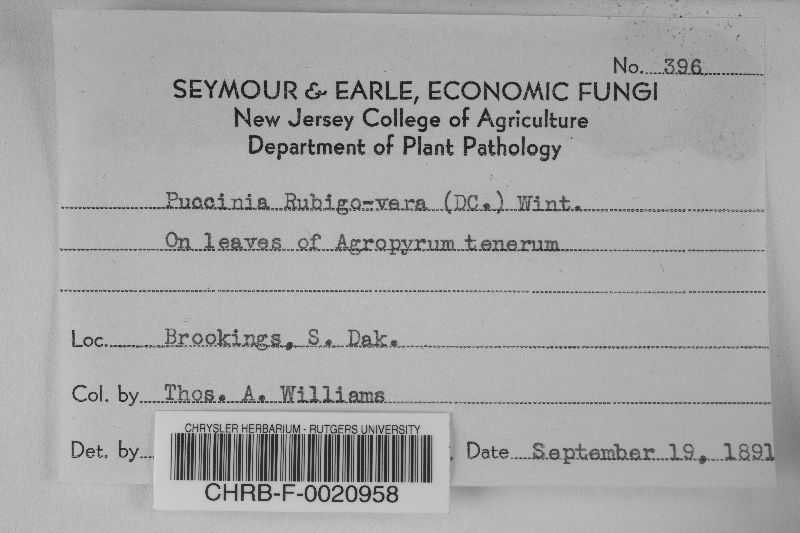 No. 396
SEYMOUR & EARLE, ECONOMIC FUNGI
New Jersey College of Agriculture
Department of Plant Pathology
Puccinia Rubigo-vera (DC.) Wint.
On leaves of Agropyrum tenerum
Loc. Brookings, S. Dak.
Col. by Thos. A. Williams
Det. by Date September 19, 1891
CHRYSLER HERBARIUM - RUTGERS UNIVERSITY
CHRB-F-0020958